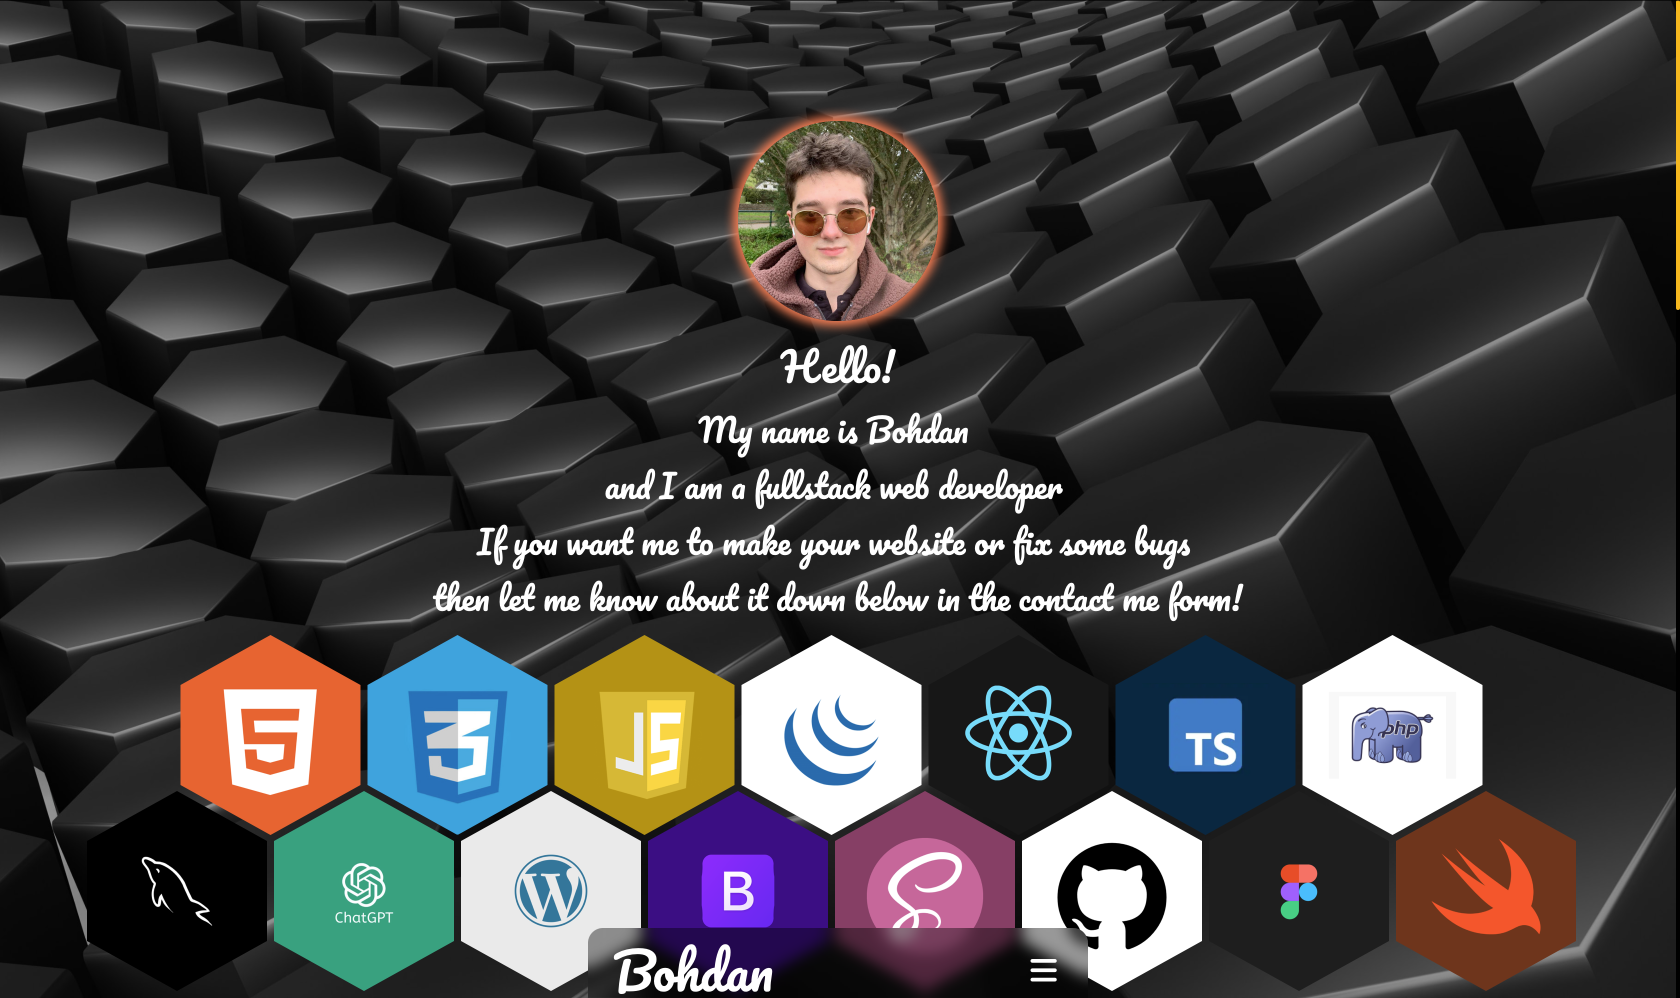 Hello!
My name is Bohdan
and I am a fullstack web developer
If you want me to make your website or fix some bugs
then let me know about it down below in the contact me form!
5
3
JS
TS
php
ChatGPT
W
B
Bohdan